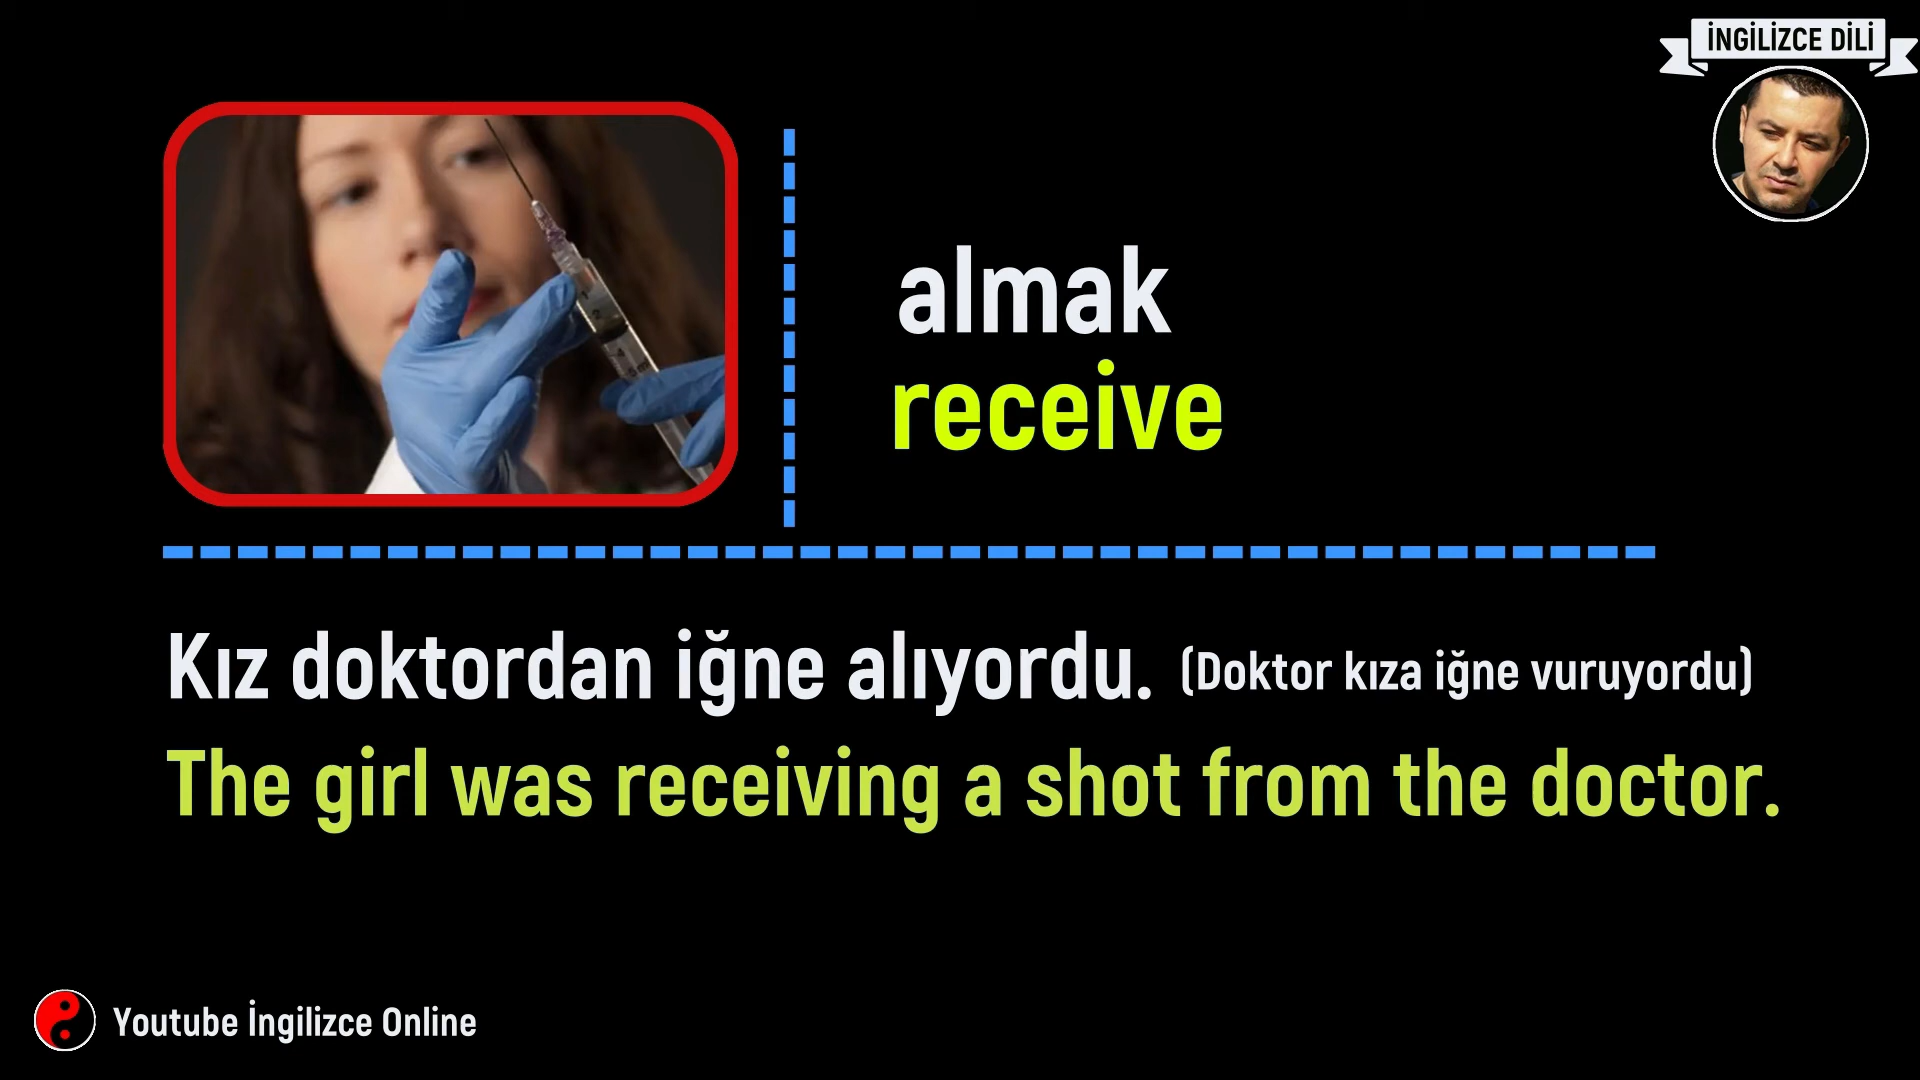 İNGİLİZCE DİLİ
almak
receive
Kız doktordan iğne alıyordu. (Doktor kıza iğne vuruyordu)
The girl was receiving a shot from the doctor.
Youtube İngilizce Online